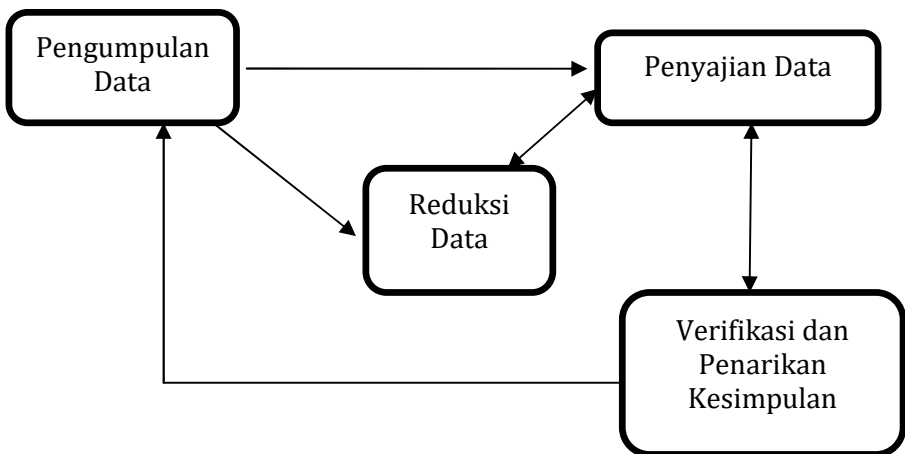 Pengumpulan
Data
Penyajian Data
Reduksi
Data
Verifikasi dan
Penarikan
Kesimpulan